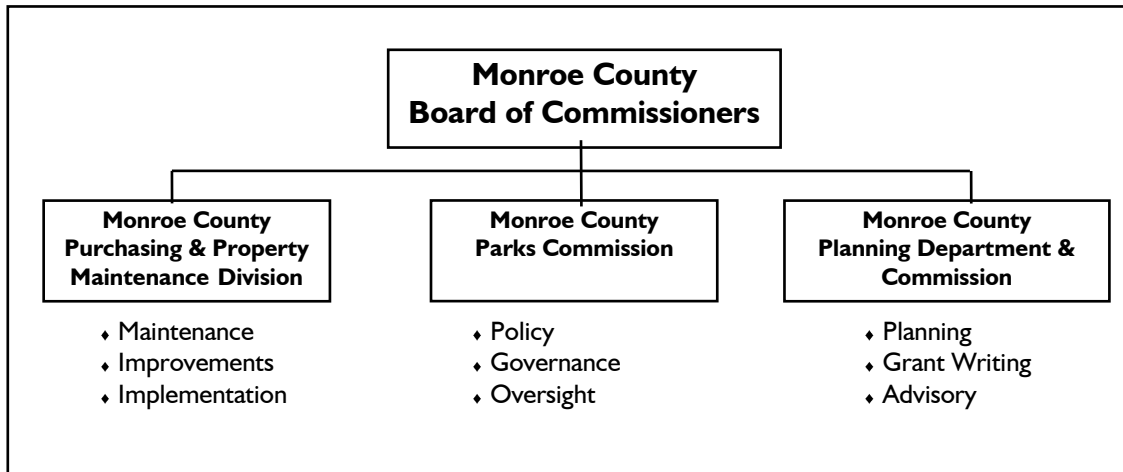 Monroe County
Board of Commissioners
Monroe County
Purchasing & Property
Maintenance Division
♦ Maintenance
♦ Improvements
♦ Implementation
Monroe County
Parks Commission
♦ Policy
♦ Governance
♦ Oversight
Monroe County
Planning Department &
Commission
♦ Planning
♦ Grant Writing
♦ Advisory